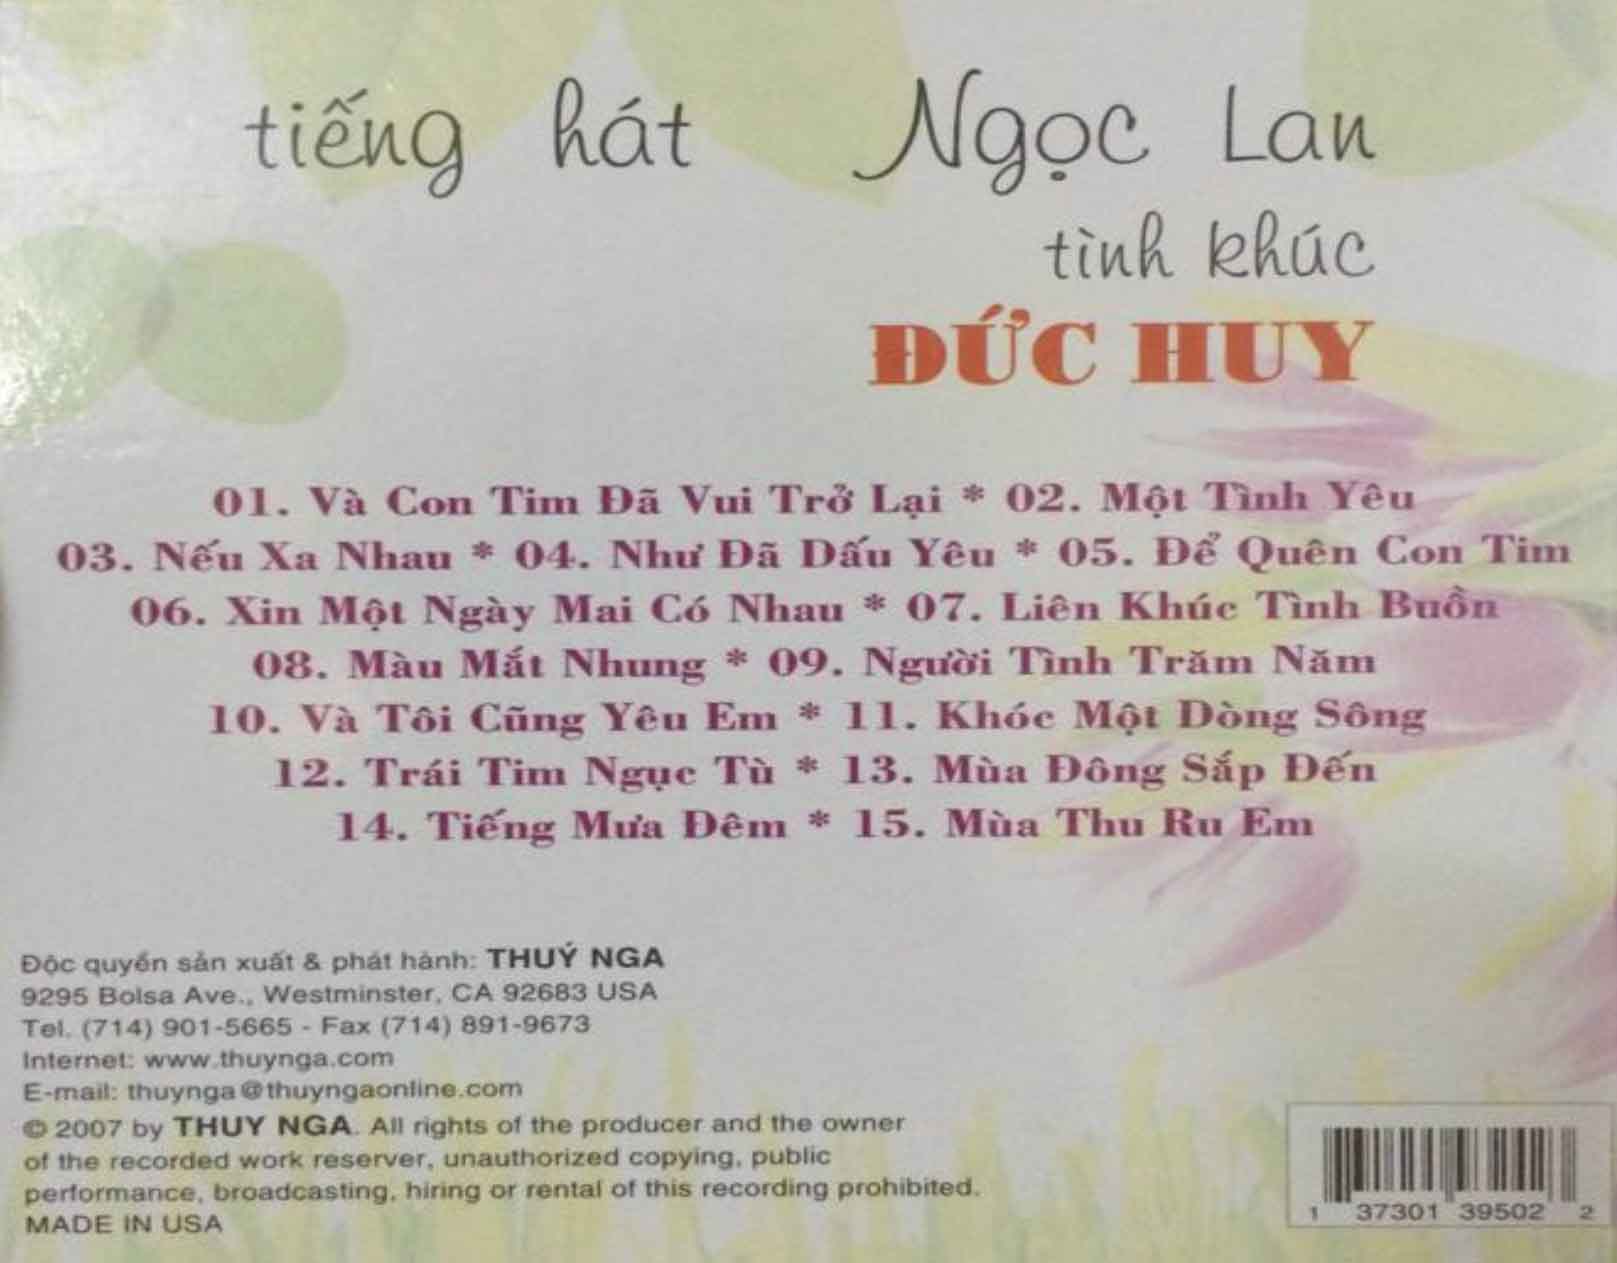 tiếng hát Ngọc Lan
tình khúc
ĐỨC HUY
01. Và Con Tim Đã Vui Trở Lại * 02. Một Tình Yêu
03. Nếu Xa Nhau * 04. Như Đã Dấu Yêu * 05. Để Quên Con Tim
06. Xin Một Ngày Mai Có Nhau * 07. Liên Khúc Tình Buồn
08. Màu Mắt Nhung * 09. Người Tình Trăm Năm
10. Và Tôi Cũng Yêu Em * 11. Khóc Một Dòng Sông
12. Trái Tim Ngục Tù * 13. Mùa Đông Sắp Đến
14. Tiếng Mưa Đêm * 15. Mùa Thu Ru Em
Độc quyền sản xuất & phát hành: THUÝ NGA
9295 Bolsa Ave., Westminster, CA 92683 USA
Tel. (714) 901-5665 - Fax (714) 891-9673
Internet: www.thuynga.com
E-mail: thuynga@thuyngaonline.com
© 2007 by THUY NGA. All rights of the producer and the owner
of the recorded work reserver, unauthorized copying, public
performance, broadcasting, hiring or rental of this recording prohibited.
MADE IN USA
1 37301 39502 2